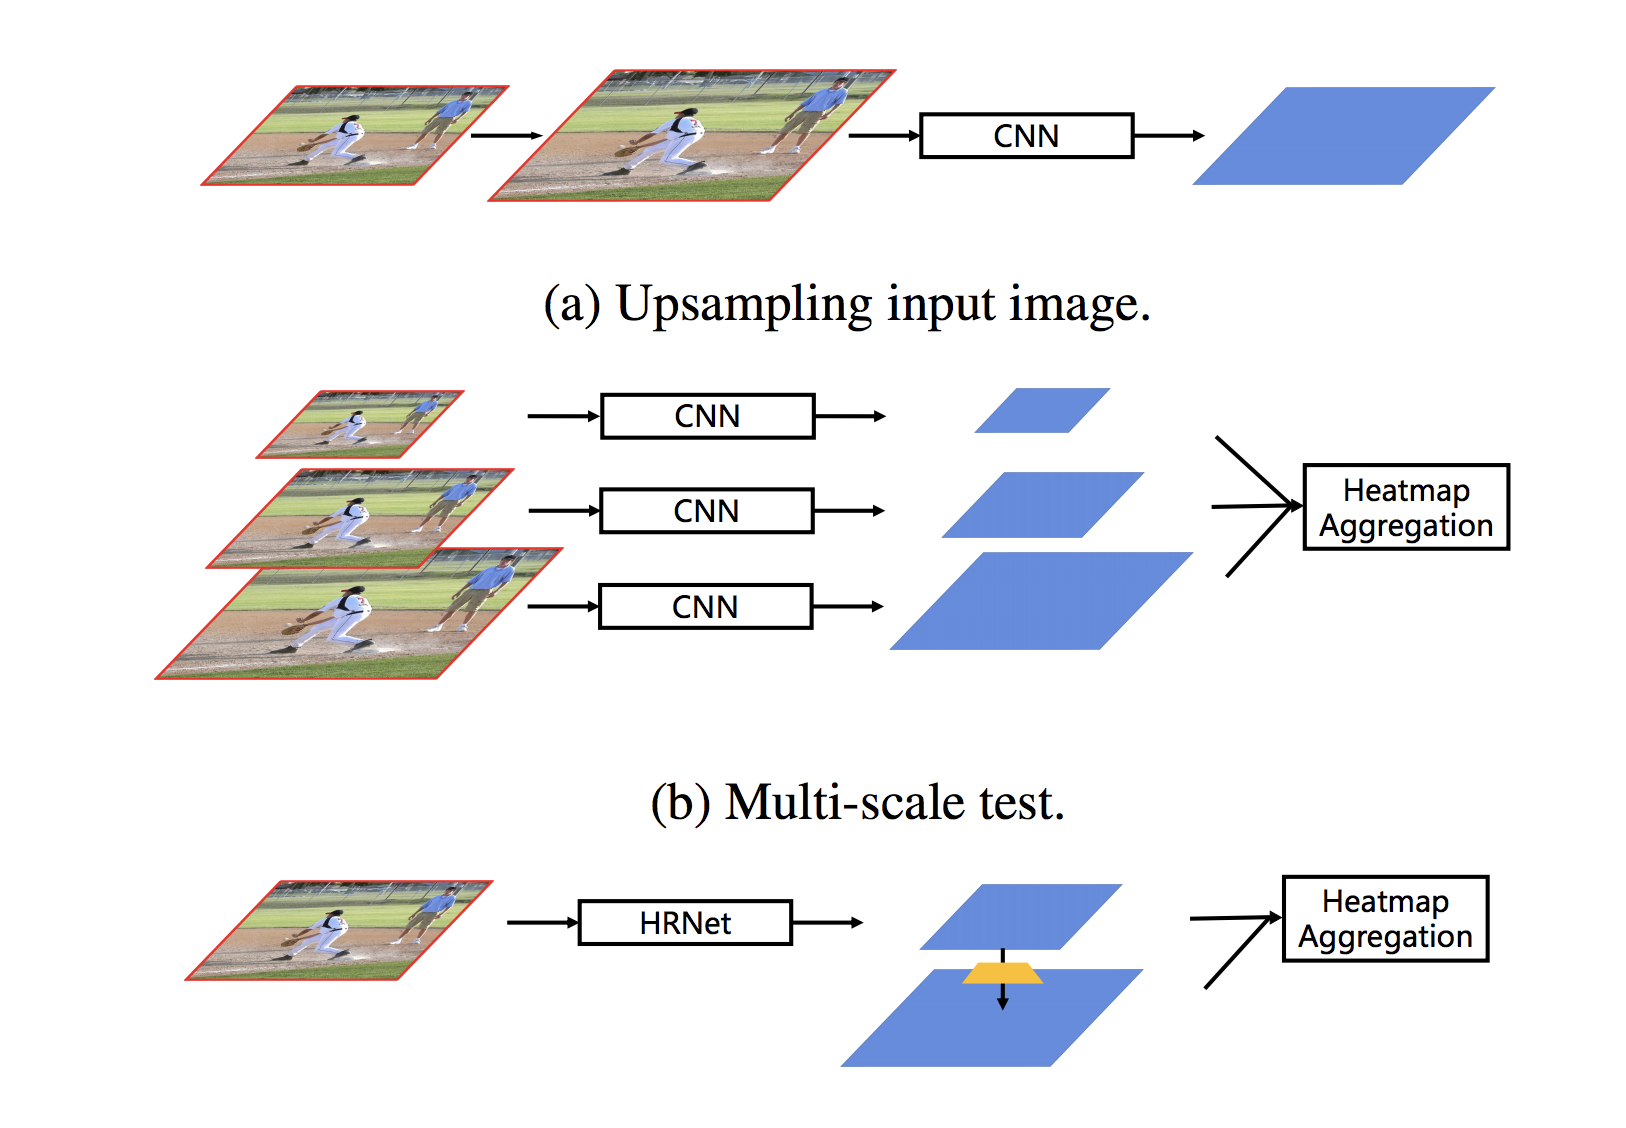 CNN
(a) Upsampling input image.
CNN
CNN
CNN
Heatmap
Aggregation
(b) Multi-scale test.
HRNet
Heatmap
Aggregation